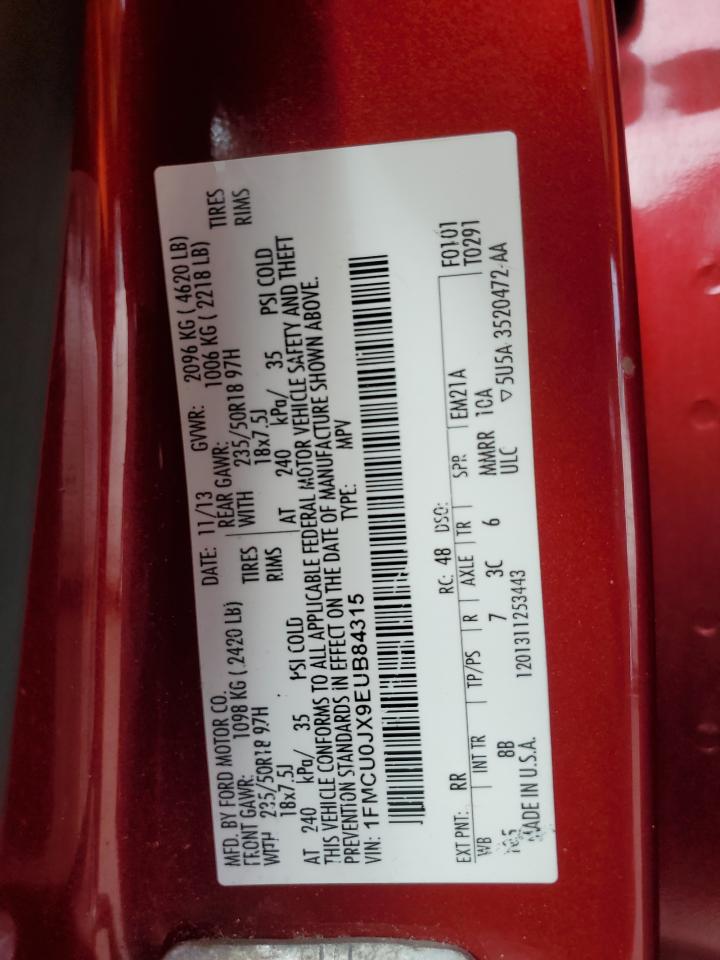 MFD. BY FORD MOTOR CO.
DATE: 11/13 GVWR: 2096 KG ( 4620 LB)
FRONT GAWR: 1098 KG ( 2420 LB) REAR GAWR: 1006 KG ( 2218 LB)
WITH 235/50R18 97H TIRES WITH 235/50R18 97H TIRES
18x7.5J RIMS 18x7.5J RIMS
AT 240 kPa/ 35 PSI COLD AT 240 kPa/ 35 PSI COLD
THIS VEHICLE CONFORMS TO ALL APPLICABLE FEDERAL MOTOR VEHICLE SAFETY AND THEFT
PREVENTION STANDARDS IN EFFECT ON THE DATE OF MANUFACTURE SHOWN ABOVE.
VIN: 1FMCU0JX9EUB84315 TYPE: MPV
F0101
T0291
EXT PNT: RR RC: 48 DSO:
WB INT TR TP/PS R AXLE TR SPR EM21A
105 8B 7 3C 6 MMRR 10A
ULC
MADE IN U.S.A. 1201311253443 ▽5U5A-3520472-AA